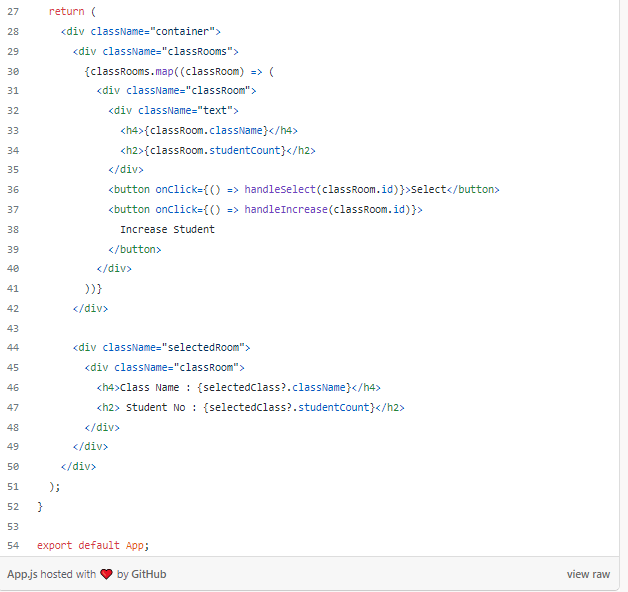 27 return (
28 <div className="container">
29 <div className="classRooms">
30 {classRooms.map((classRoom) => (
31 <div className="classRoom">
32 <div className="text">
33 <h4>{classRoom.className}</h4>
34 <h2>{classRoom.studentCount}</h2>
35 </div>
36 <button onClick={() => handleSelect(classRoom.id)}>Select</button>
37 <button onClick={() => handleIncrease(classRoom.id)}>
38 Increase Student
39 </button>
40 </div>
41 ))}
42 </div>
43
44 <div className="selectedRoom">
45 <div className="classRoom">
46 <h4>Class Name : {selectedClass?.className}</h4>
47 <h2> Student No : {selectedClass?.studentCount}</h2>
48 </div>
49 </div>
50 </div>
51 );
52 }
53
54 export default App;
App.js hosted with ❤ by GitHub view raw